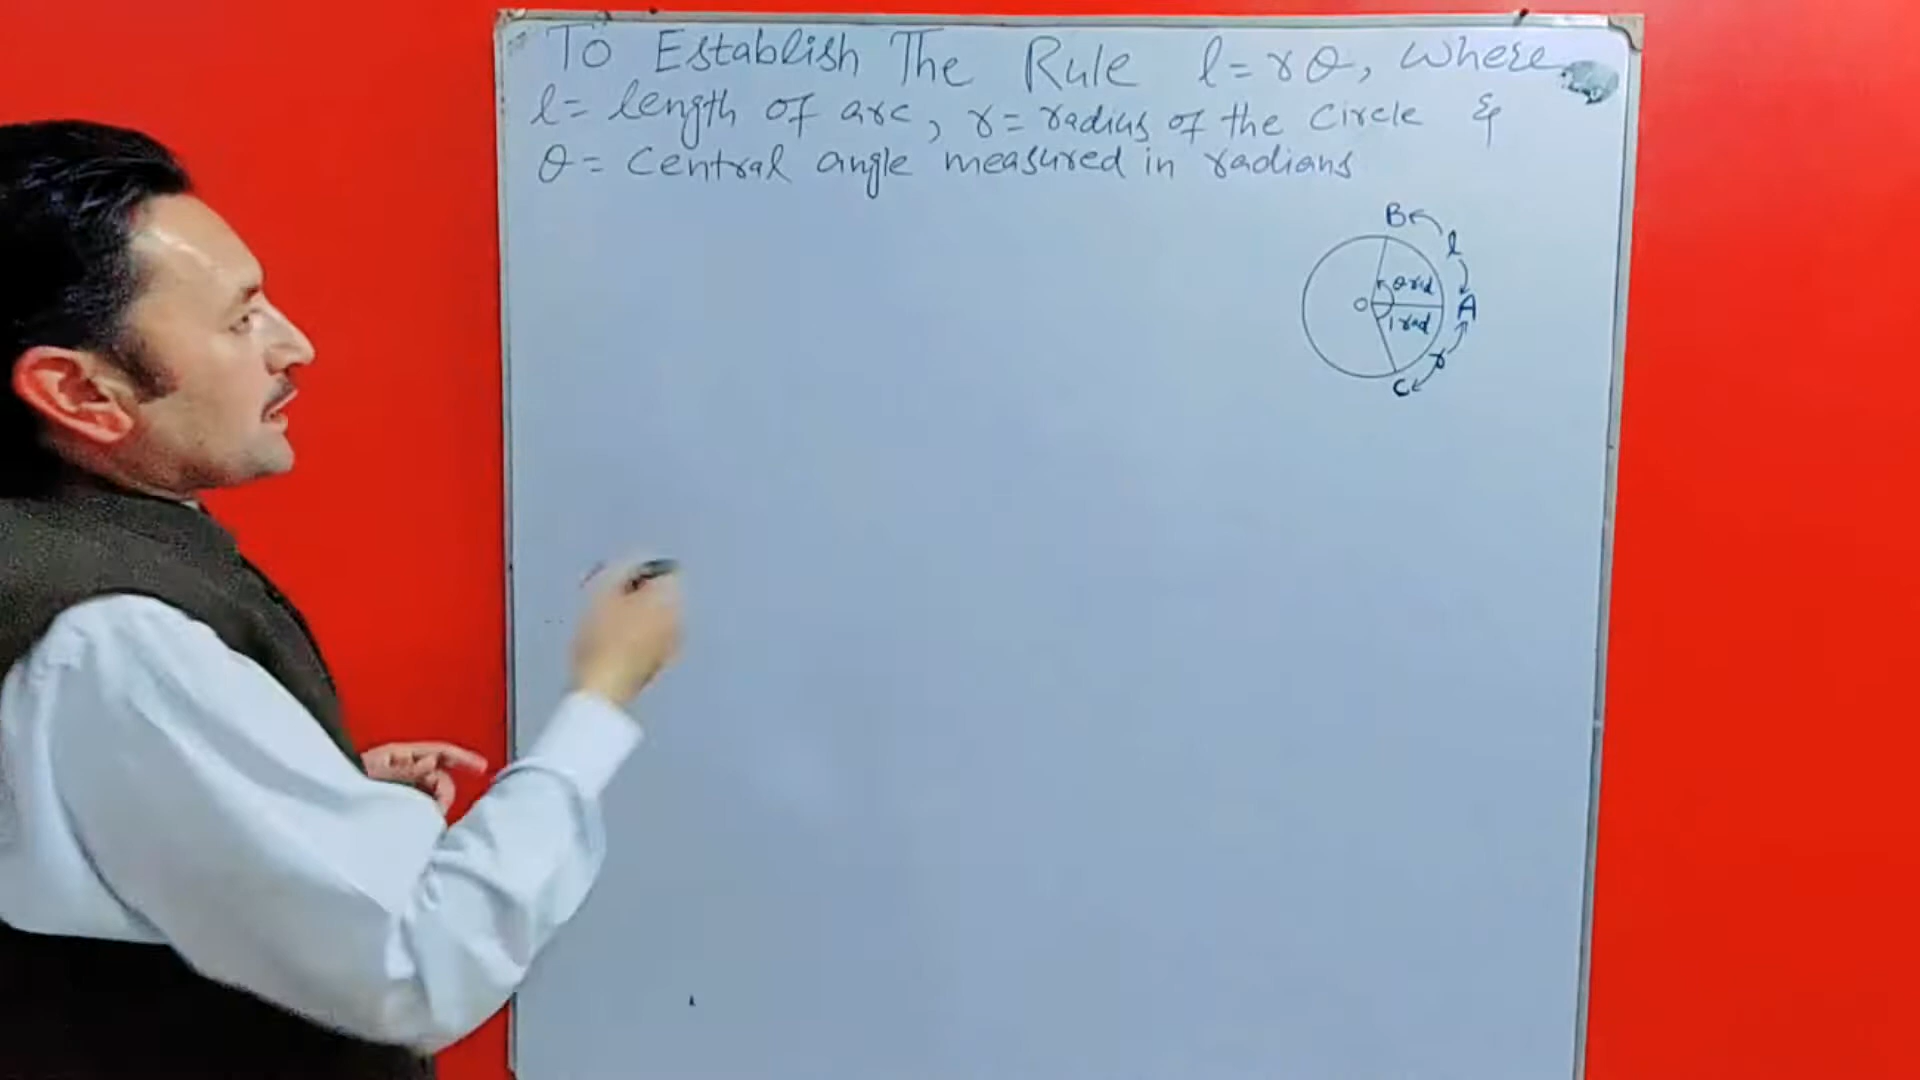 To Establish The Rule l = rθ, where
l = length of arc, r = radius of the circle &
θ = Central angle measured in radians
B
l
θ rad
O
A
1 rad
r
C